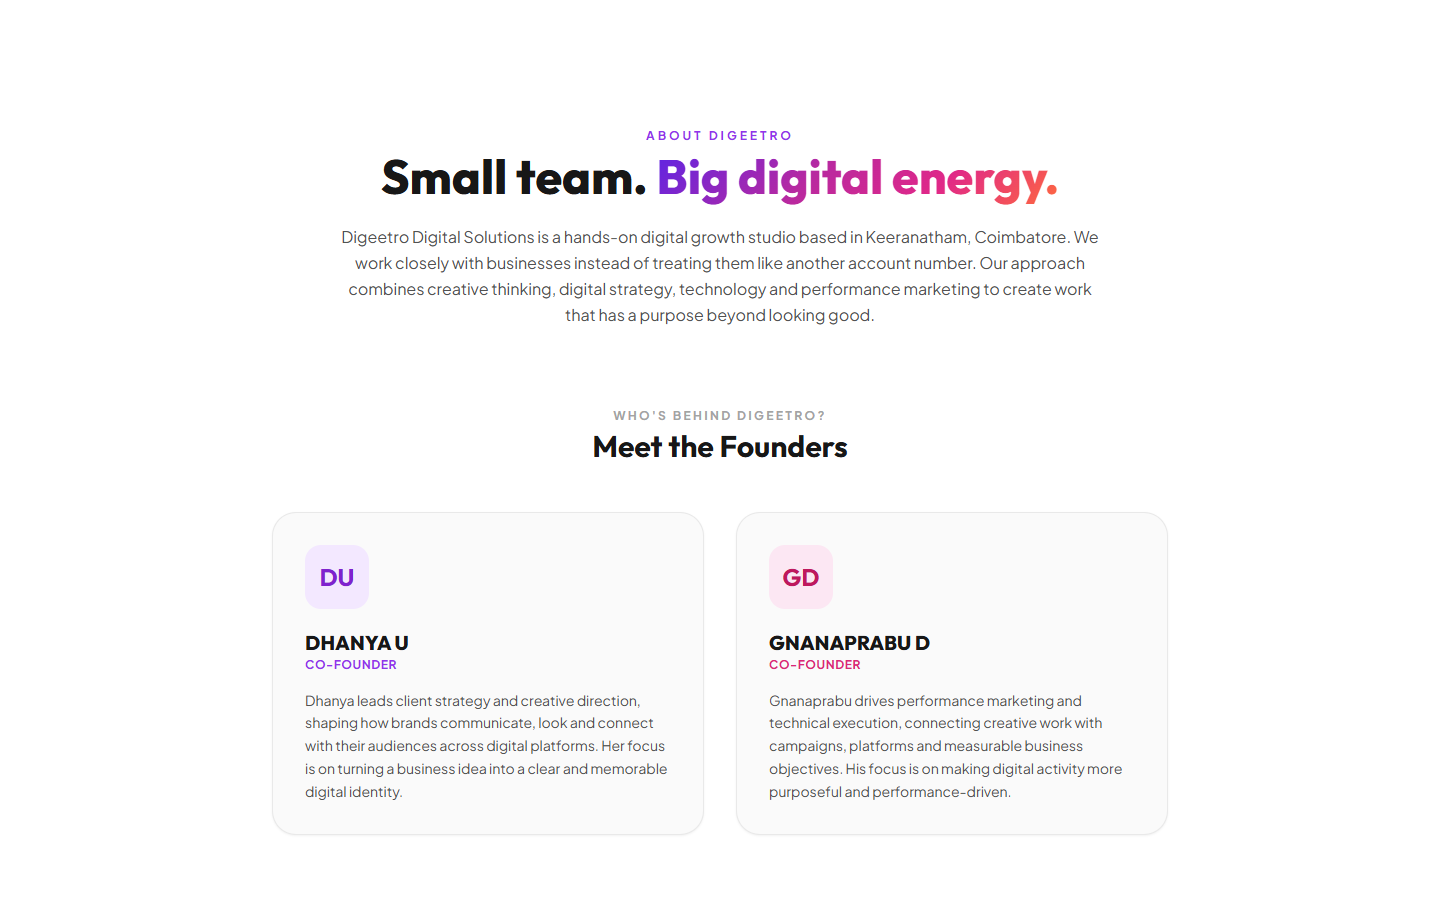 ABOUT DIGEETRO
Small team. Big digital energy.
Digeetro Digital Solutions is a hands-on digital growth studio based in Keeranatham, Coimbatore. We
work closely with businesses instead of treating them like another account number. Our approach
combines creative thinking, digital strategy, technology and performance marketing to create work
that has a purpose beyond looking good.
WHO'S BEHIND DIGEETRO?
Meet the Founders
DU
DHANYA U
CO-FOUNDER
Dhanya leads client strategy and creative direction,
shaping how brands communicate, look and connect
with their audiences across digital platforms. Her focus
is on turning a business idea into a clear and memorable
digital identity.
GD
GNANAPRABU D
CO-FOUNDER
Gnanaprabu drives performance marketing and
technical execution, connecting creative work with
campaigns, platforms and measurable business
objectives. His focus is on making digital activity more
purposeful and performance-driven.